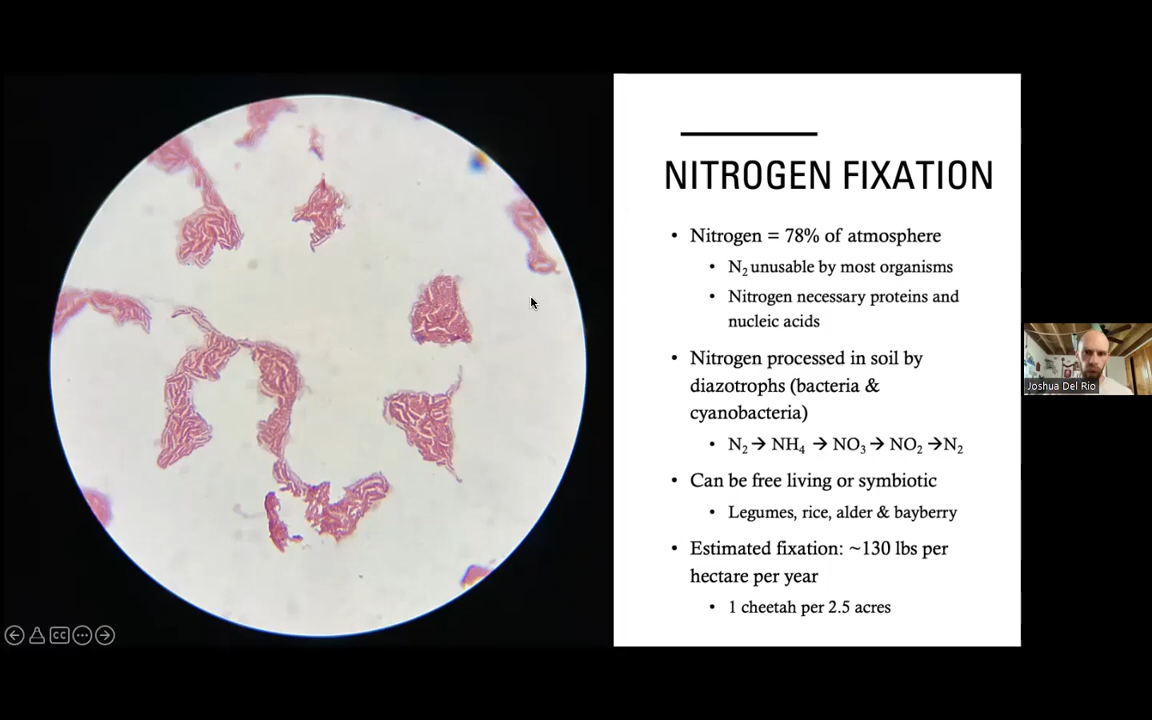 NITROGEN FIXATION
• Nitrogen = 78% of atmosphere
• N₂ unusable by most organisms
• Nitrogen necessary proteins and
nucleic acids
• Nitrogen processed in soil by
diazotrophs (bacteria &
cyanobacteria)
• N₂ → NH₄ → NO₃ → NO₂ → N₂
• Can be free living or symbiotic
• Legumes, rice, alder & bayberry
• Estimated fixation: ~130 lbs per
hectare per year
• 1 cheetah per 2.5 acres
Joshua Del Rio
CC